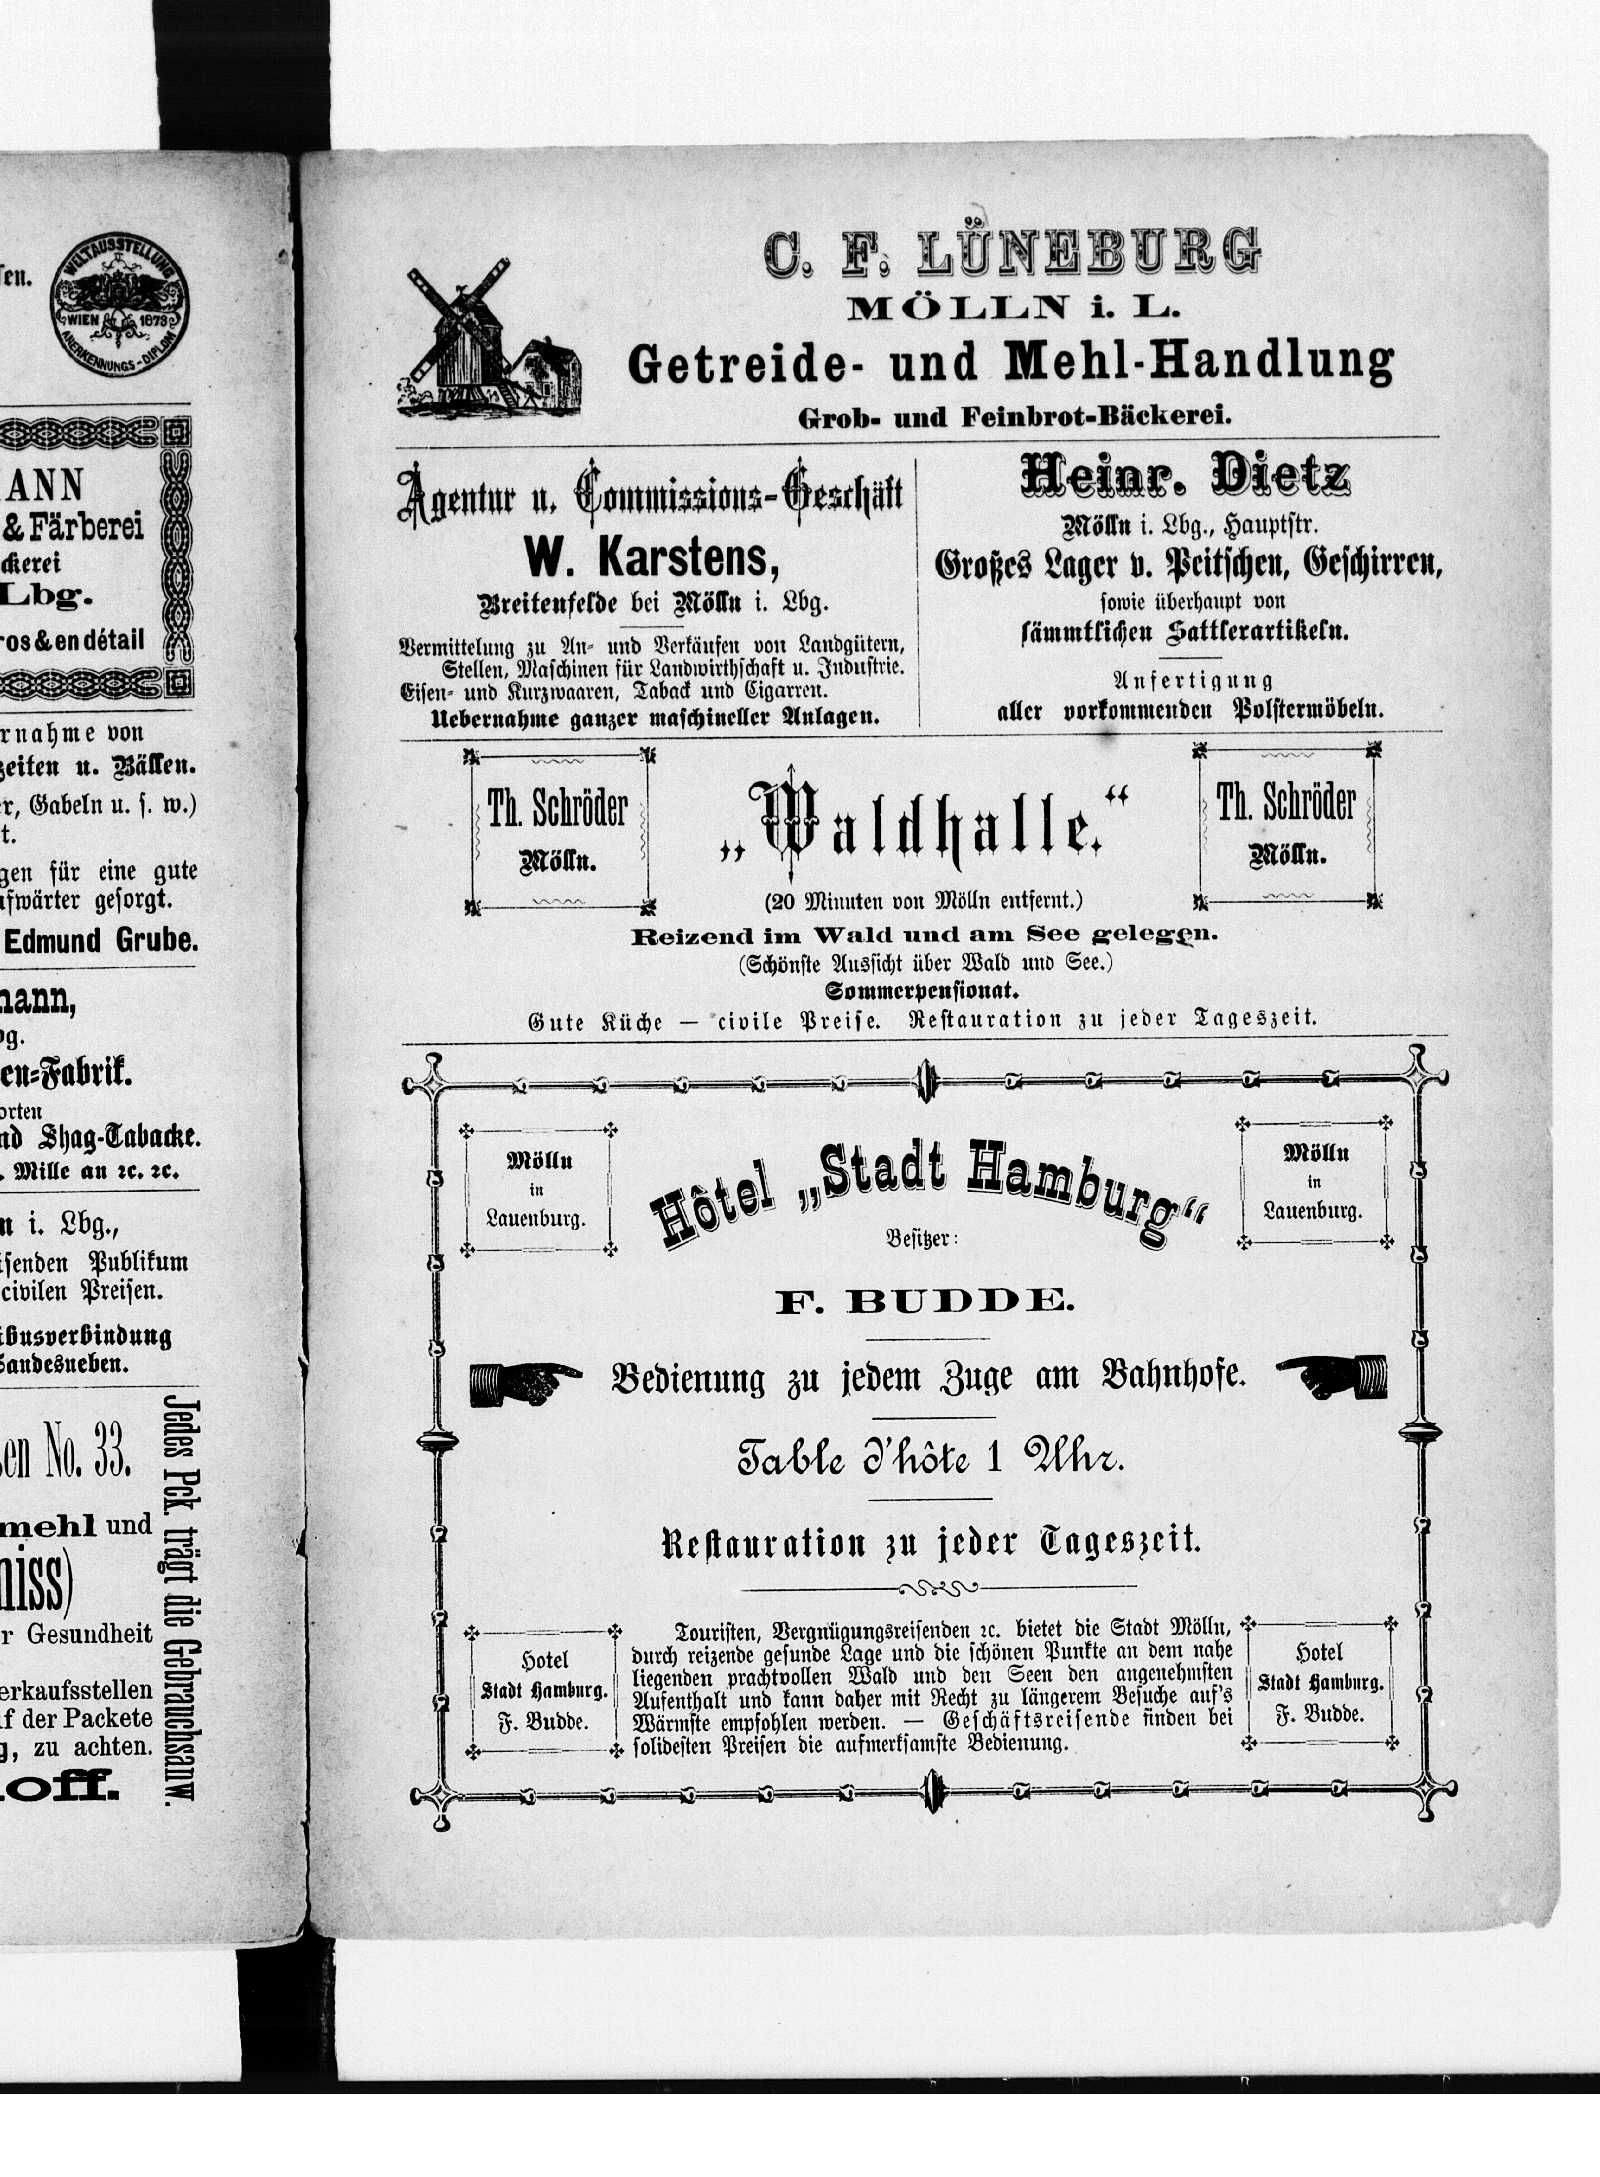 sen.
WELTAUSSTELLUNG
WIEN 1873
ANERKENNUNGS-DIPLOM
ANN
& Färberei
ckerei
Lbg.
ros & en détail
rnahme von
zeiten u. Bällen.
er, Gabeln u. s. w.)
t.
gen für eine gute
ufwärter gesorgt.
Edmund Grube.
mann,
bg.
en-Fabrik.
orten
nd Shag-Tabacke.
. Mille an ꝛc. ꝛc.
n i. Lbg.,
isenden Publikum
civilen Preisen.
ibusverbindung
Sandesneben.
sen No. 33.
mehl und
niss)
r Gesundheit
erkaufsstellen
uf der Packete
g, zu achten.
off.
Jedes Pck. trägt die Gebrauchsanw.
C. F. LÜNEBURG
MÖLLN i. L.
Getreide- und Mehl-Handlung
Grob- und Feinbrot-Bäckerei.
Agentur u. Commissions-Geschäft
W. Karstens,
Breitenfelde bei Mölln i. Lbg.
Vermittelung zu An- und Verkäufen von Landgütern,
Stellen, Maschinen für Landwirthschaft u. Industrie.
Eisen- und Kurzwaaren, Taback und Cigarren.
Uebernahme ganzer maschineller Anlagen.
Heinr. Dietz
Mölln i. Lbg., Hauptstr.
Großes Lager v. Peitschen, Geschirren,
sowie überhaupt von
sämmtlichen Sattlerartikeln.
Anfertigung
aller vorkommenden Polstermöbeln.
Th. Schröder
Mölln.
„Waldhalle.“
(20 Minuten von Mölln entfernt.)
Th. Schröder
Mölln.
Reizend im Wald und am See gelegen.
(Schönste Aussicht über Wald und See.)
Sommerpensionat.
Gute Küche — civile Preise. Restauration zu jeder Tageszeit.
Mölln
in
Lauenburg.
Hôtel „Stadt Hamburg“
Mölln
in
Lauenburg.
Besitzer:
F. BUDDE.
Bedienung zu jedem Zuge am Bahnhofe.
Table d'hôte 1 Uhr.
Restauration zu jeder Tageszeit.
Hotel
Stadt Hamburg.
F. Budde.
Touristen, Vergnügungsreisenden ꝛc. bietet die Stadt Mölln,
durch reizende gesunde Lage und die schönen Punkte an dem nahe
liegenden prachtvollen Wald und den Seen den angenehmsten
Aufenthalt und kann daher mit Recht zu längerem Besuche auf's
Wärmste empfohlen werden. — Geschäftsreisende finden bei
solidesten Preisen die aufmerksamste Bedienung.
Hotel
Stadt Hamburg.
F. Budde.